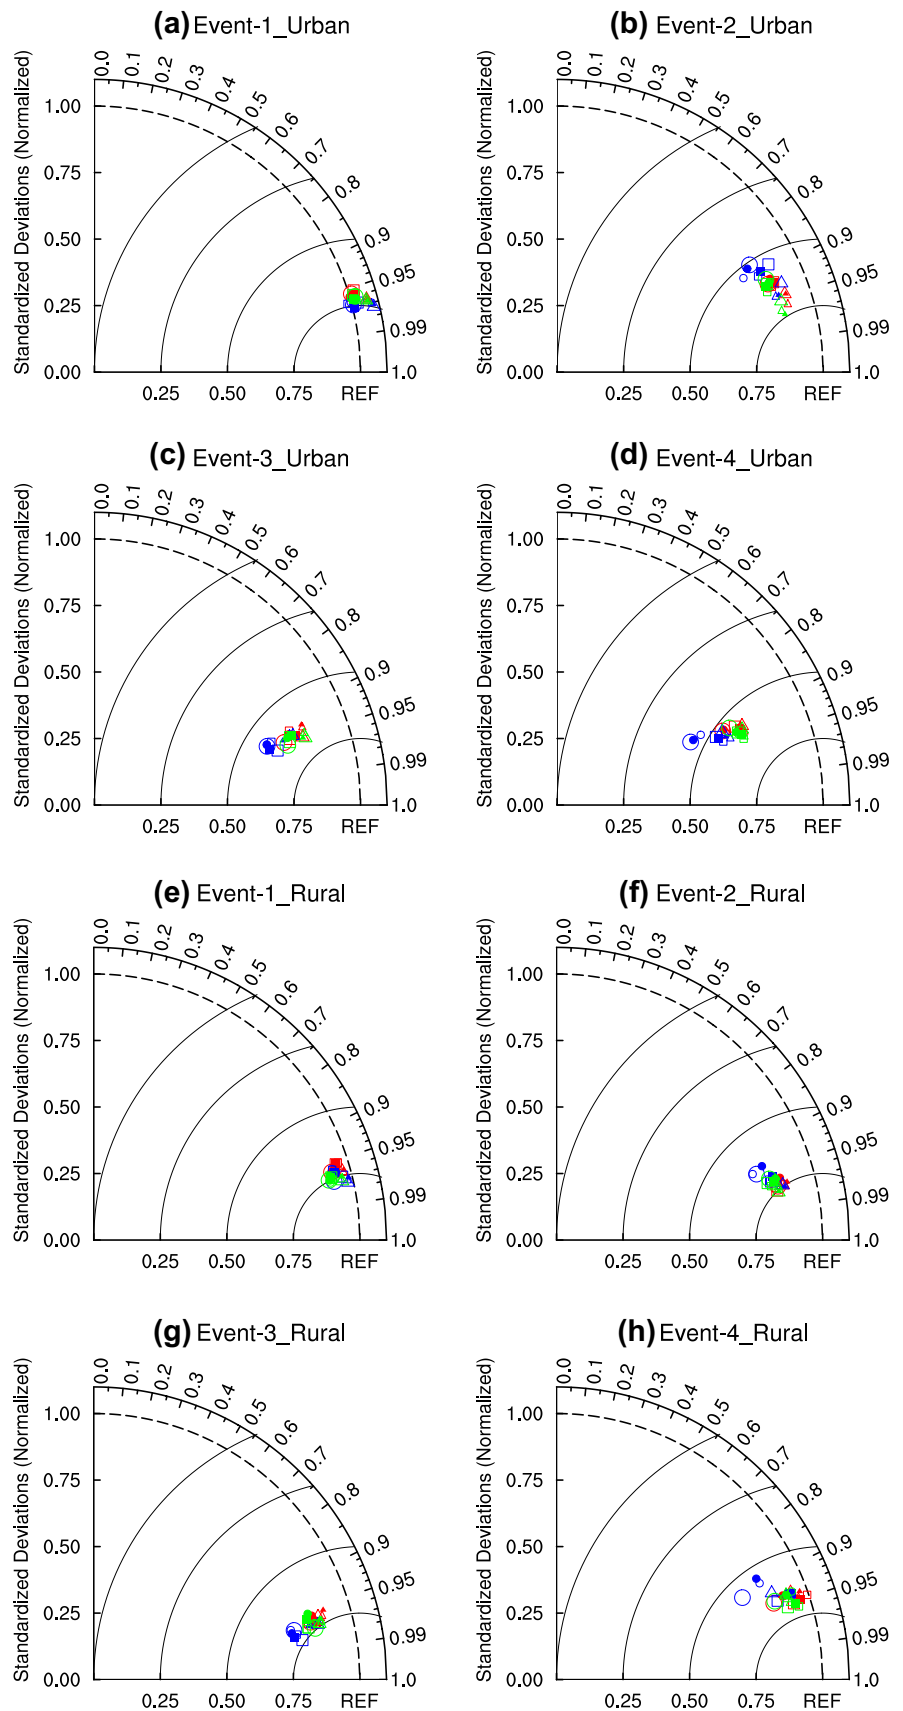 (a) Event-1_Urban
Standardized Deviations (Normalized)
1.00
0.75
0.50
0.25
0.00
0.25 0.50 0.75 REF
0.0 0.1 0.2 0.3 0.4 0.5 0.6 0.7 0.8 0.9 0.95 0.99 1.0
(b) Event-2_Urban
Standardized Deviations (Normalized)
1.00
0.75
0.50
0.25
0.00
0.25 0.50 0.75 REF
0.0 0.1 0.2 0.3 0.4 0.5 0.6 0.7 0.8 0.9 0.95 0.99 1.0
(c) Event-3_Urban
Standardized Deviations (Normalized)
1.00
0.75
0.50
0.25
0.00
0.25 0.50 0.75 REF
0.0 0.1 0.2 0.3 0.4 0.5 0.6 0.7 0.8 0.9 0.95 0.99 1.0
(d) Event-4_Urban
Standardized Deviations (Normalized)
1.00
0.75
0.50
0.25
0.00
0.25 0.50 0.75 REF
0.0 0.1 0.2 0.3 0.4 0.5 0.6 0.7 0.8 0.9 0.95 0.99 1.0
(e) Event-1_Rural
Standardized Deviations (Normalized)
1.00
0.75
0.50
0.25
0.00
0.25 0.50 0.75 REF
0.0 0.1 0.2 0.3 0.4 0.5 0.6 0.7 0.8 0.9 0.95 0.99 1.0
(f) Event-2_Rural
Standardized Deviations (Normalized)
1.00
0.75
0.50
0.25
0.00
0.25 0.50 0.75 REF
0.0 0.1 0.2 0.3 0.4 0.5 0.6 0.7 0.8 0.9 0.95 0.99 1.0
(g) Event-3_Rural
Standardized Deviations (Normalized)
1.00
0.75
0.50
0.25
0.00
0.25 0.50 0.75 REF
0.0 0.1 0.2 0.3 0.4 0.5 0.6 0.7 0.8 0.9 0.95 0.99 1.0
(h) Event-4_Rural
Standardized Deviations (Normalized)
1.00
0.75
0.50
0.25
0.00
0.25 0.50 0.75 REF
0.0 0.1 0.2 0.3 0.4 0.5 0.6 0.7 0.8 0.9 0.95 0.99 1.0